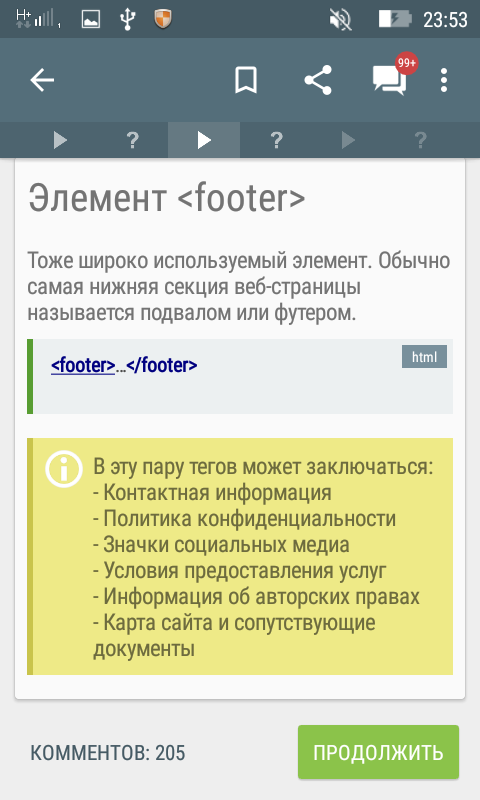 H+ 23:53
99+
? ? ?
Элемент <footer>
Тоже широко используемый элемент. Обычно
самая нижняя секция веб-страницы
называется подвалом или футером.
html
<footer>...</footer>
В эту пару тегов может заключаться:
- Контактная информация
- Политика конфиденциальности
- Значки социальных медиа
- Условия предоставления услуг
- Информация об авторских правах
- Карта сайта и сопутствующие
документы
КОММЕНТОВ: 205
ПРОДОЛЖИТЬ